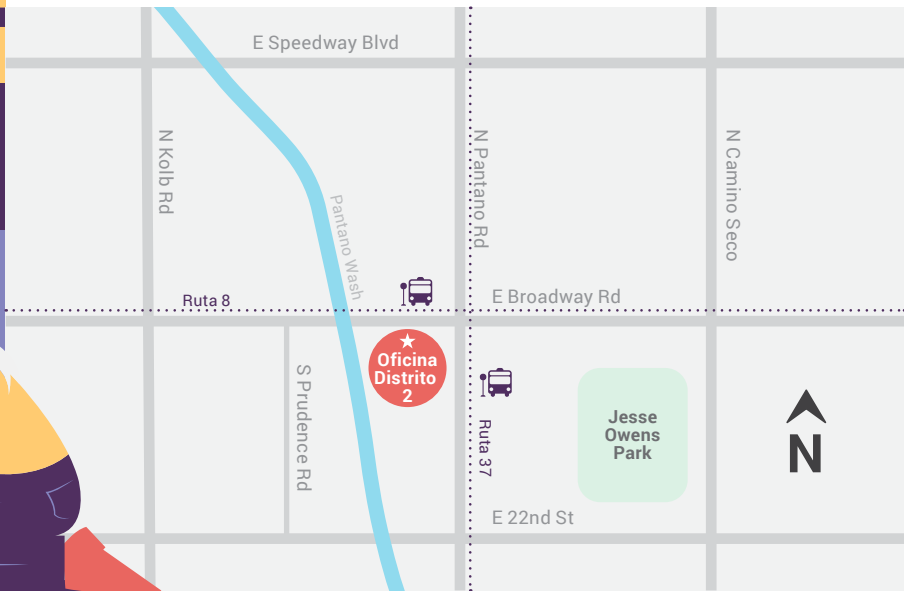 E Speedway Blvd
N Kolb Rd
N Pantano Rd
N Camino Seco
Pantano Wash
Ruta 8
E Broadway Rd
Oficina
Distrito
2
S Prudence Rd
Ruta 37
Jesse
Owens
Park
N
E 22nd St